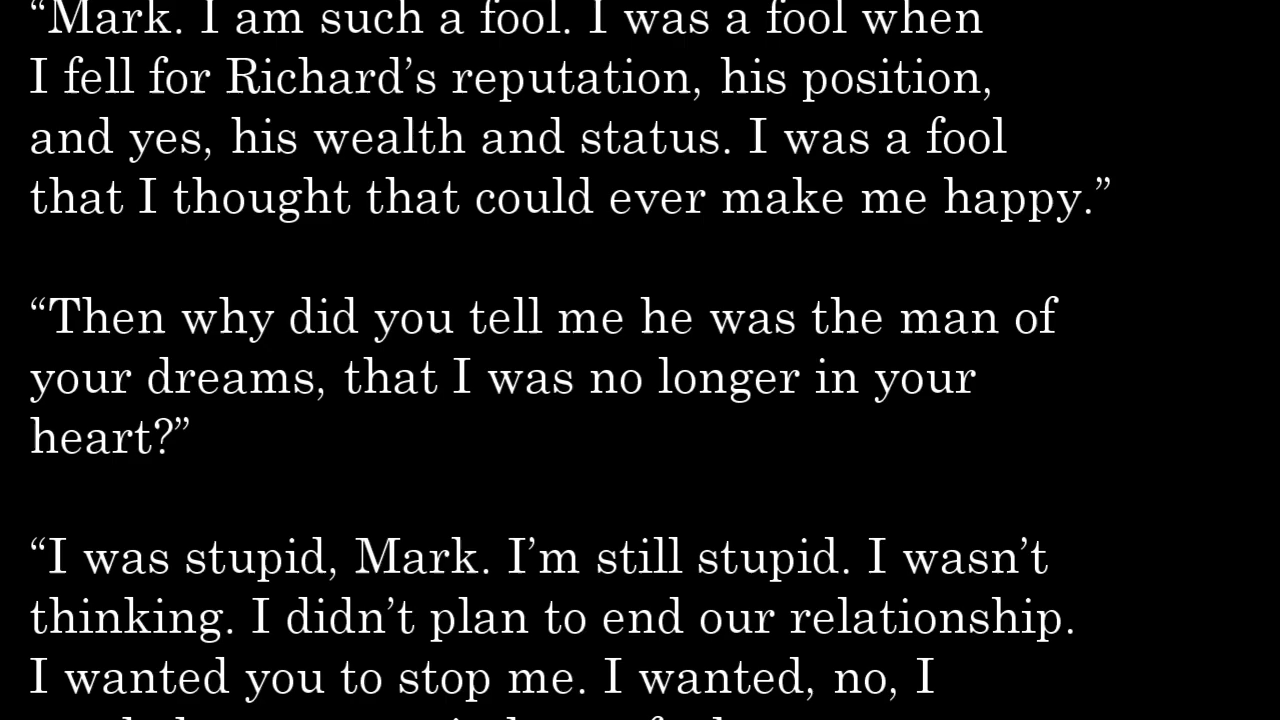 “Mark. I am such a fool. I was a fool when
I fell for Richard’s reputation, his position,
and yes, his wealth and status. I was a fool
that I thought that could ever make me happy.”
“Then why did you tell me he was the man of
your dreams, that I was no longer in your
heart?”
“I was stupid, Mark. I’m still stupid. I wasn’t
thinking. I didn’t plan to end our relationship.
I wanted you to stop me. I wanted, no, I